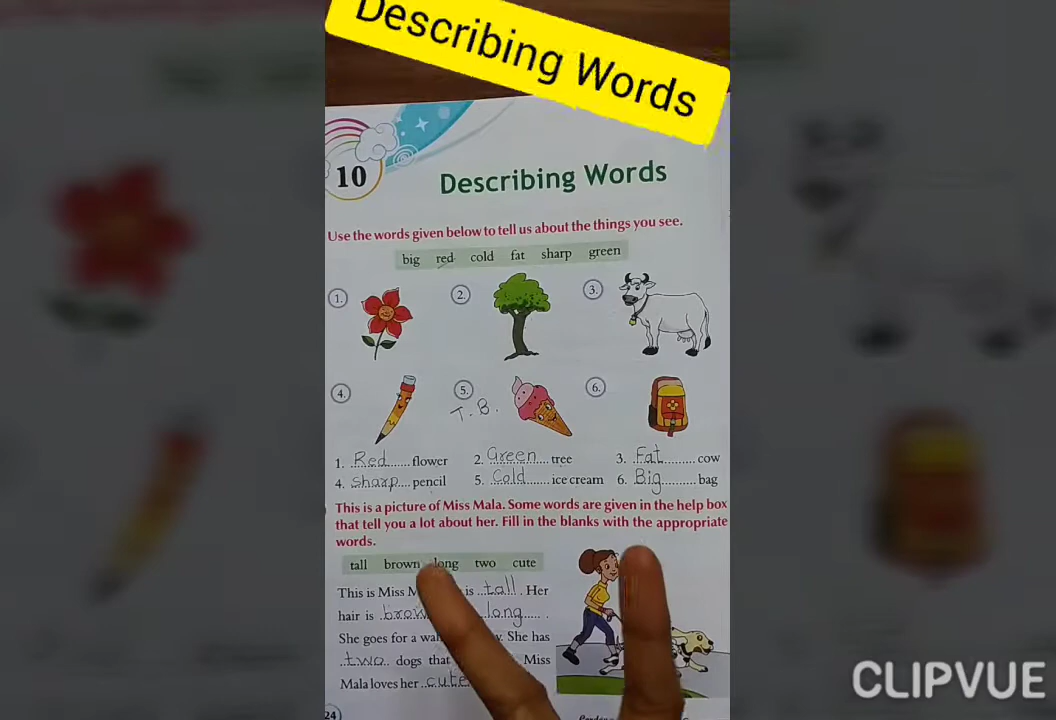 Describing Words
10
Describing Words
Use the words given below to tell us about the things you see.
big red cold fat sharp green
1. 2. 3.
4. 5. 6.
T.B.
1. Red flower 2. Green tree 3. Fat cow
4. Sharp pencil 5. Cold ice cream 6. Big bag
This is a picture of Miss Mala. Some words are given in the help box
that tell you a lot about her. Fill in the blanks with the appropriate
words.
tall brown long two cute
This is Miss is tall. Her
hair is long.
She goes for a She has
two dogs that Miss
Mala loves her cute
24
CLIPVUE